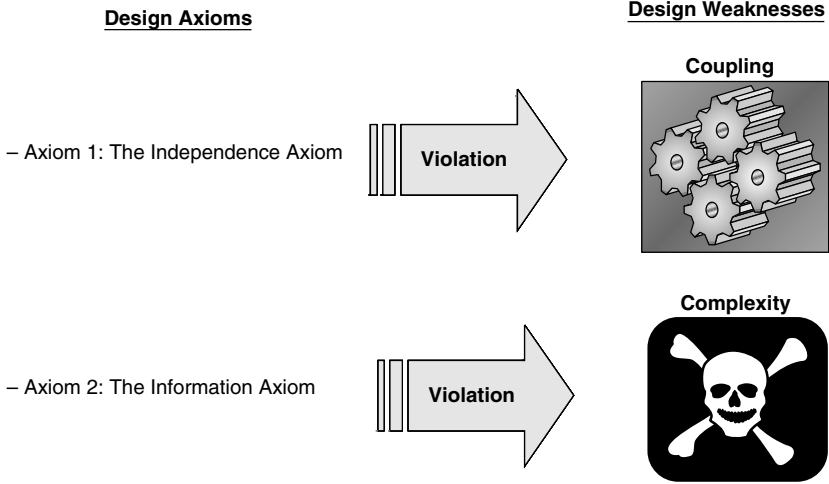 Design Axioms
Design Weaknesses
Coupling
– Axiom 1: The Independence Axiom
Violation
Complexity
– Axiom 2: The Information Axiom
Violation